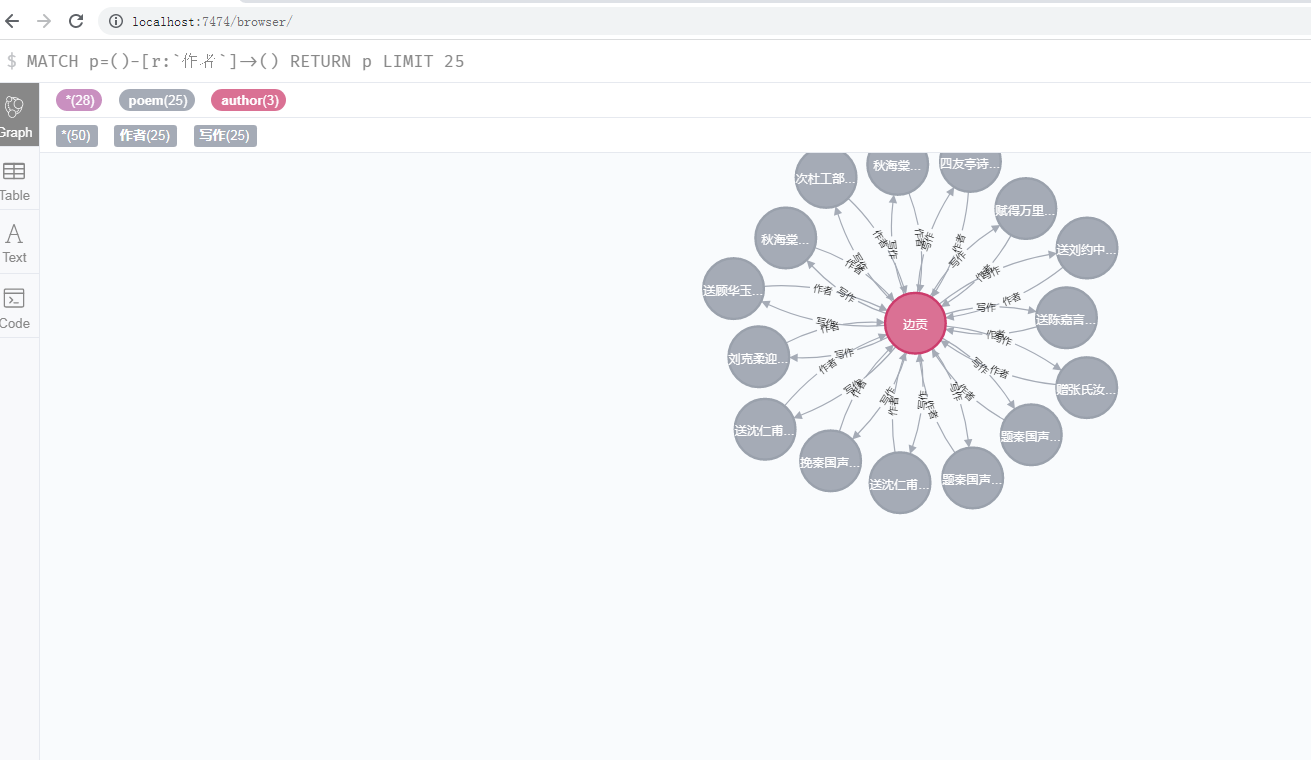 localhost:7474/browser/
$ MATCH p=()-[r:`作者`]->() RETURN p LIMIT 25
*(28) poem(25) author(3)
*(50) 作者(25) 写作(25)
Graph
Table
Text
Code
次杜工部...
秋海棠...
四友亭诗...
赋得万里...
秋海棠...
送刘约中...
送顾华玉...
送陈嘉言...
边贡
刘克柔迎...
赠张氏汝...
送沈仁甫...
题秦国声...
挽秦国声...
送沈仁甫...
题秦国声...
作者
写作
作者
写作
作者
写作
作者
写作
作者
写作
作者
写作
作者
写作
作者
写作
作者
写作
作者
写作
作者
写作
作者
写作
作者
写作
作者
写作
作者
写作